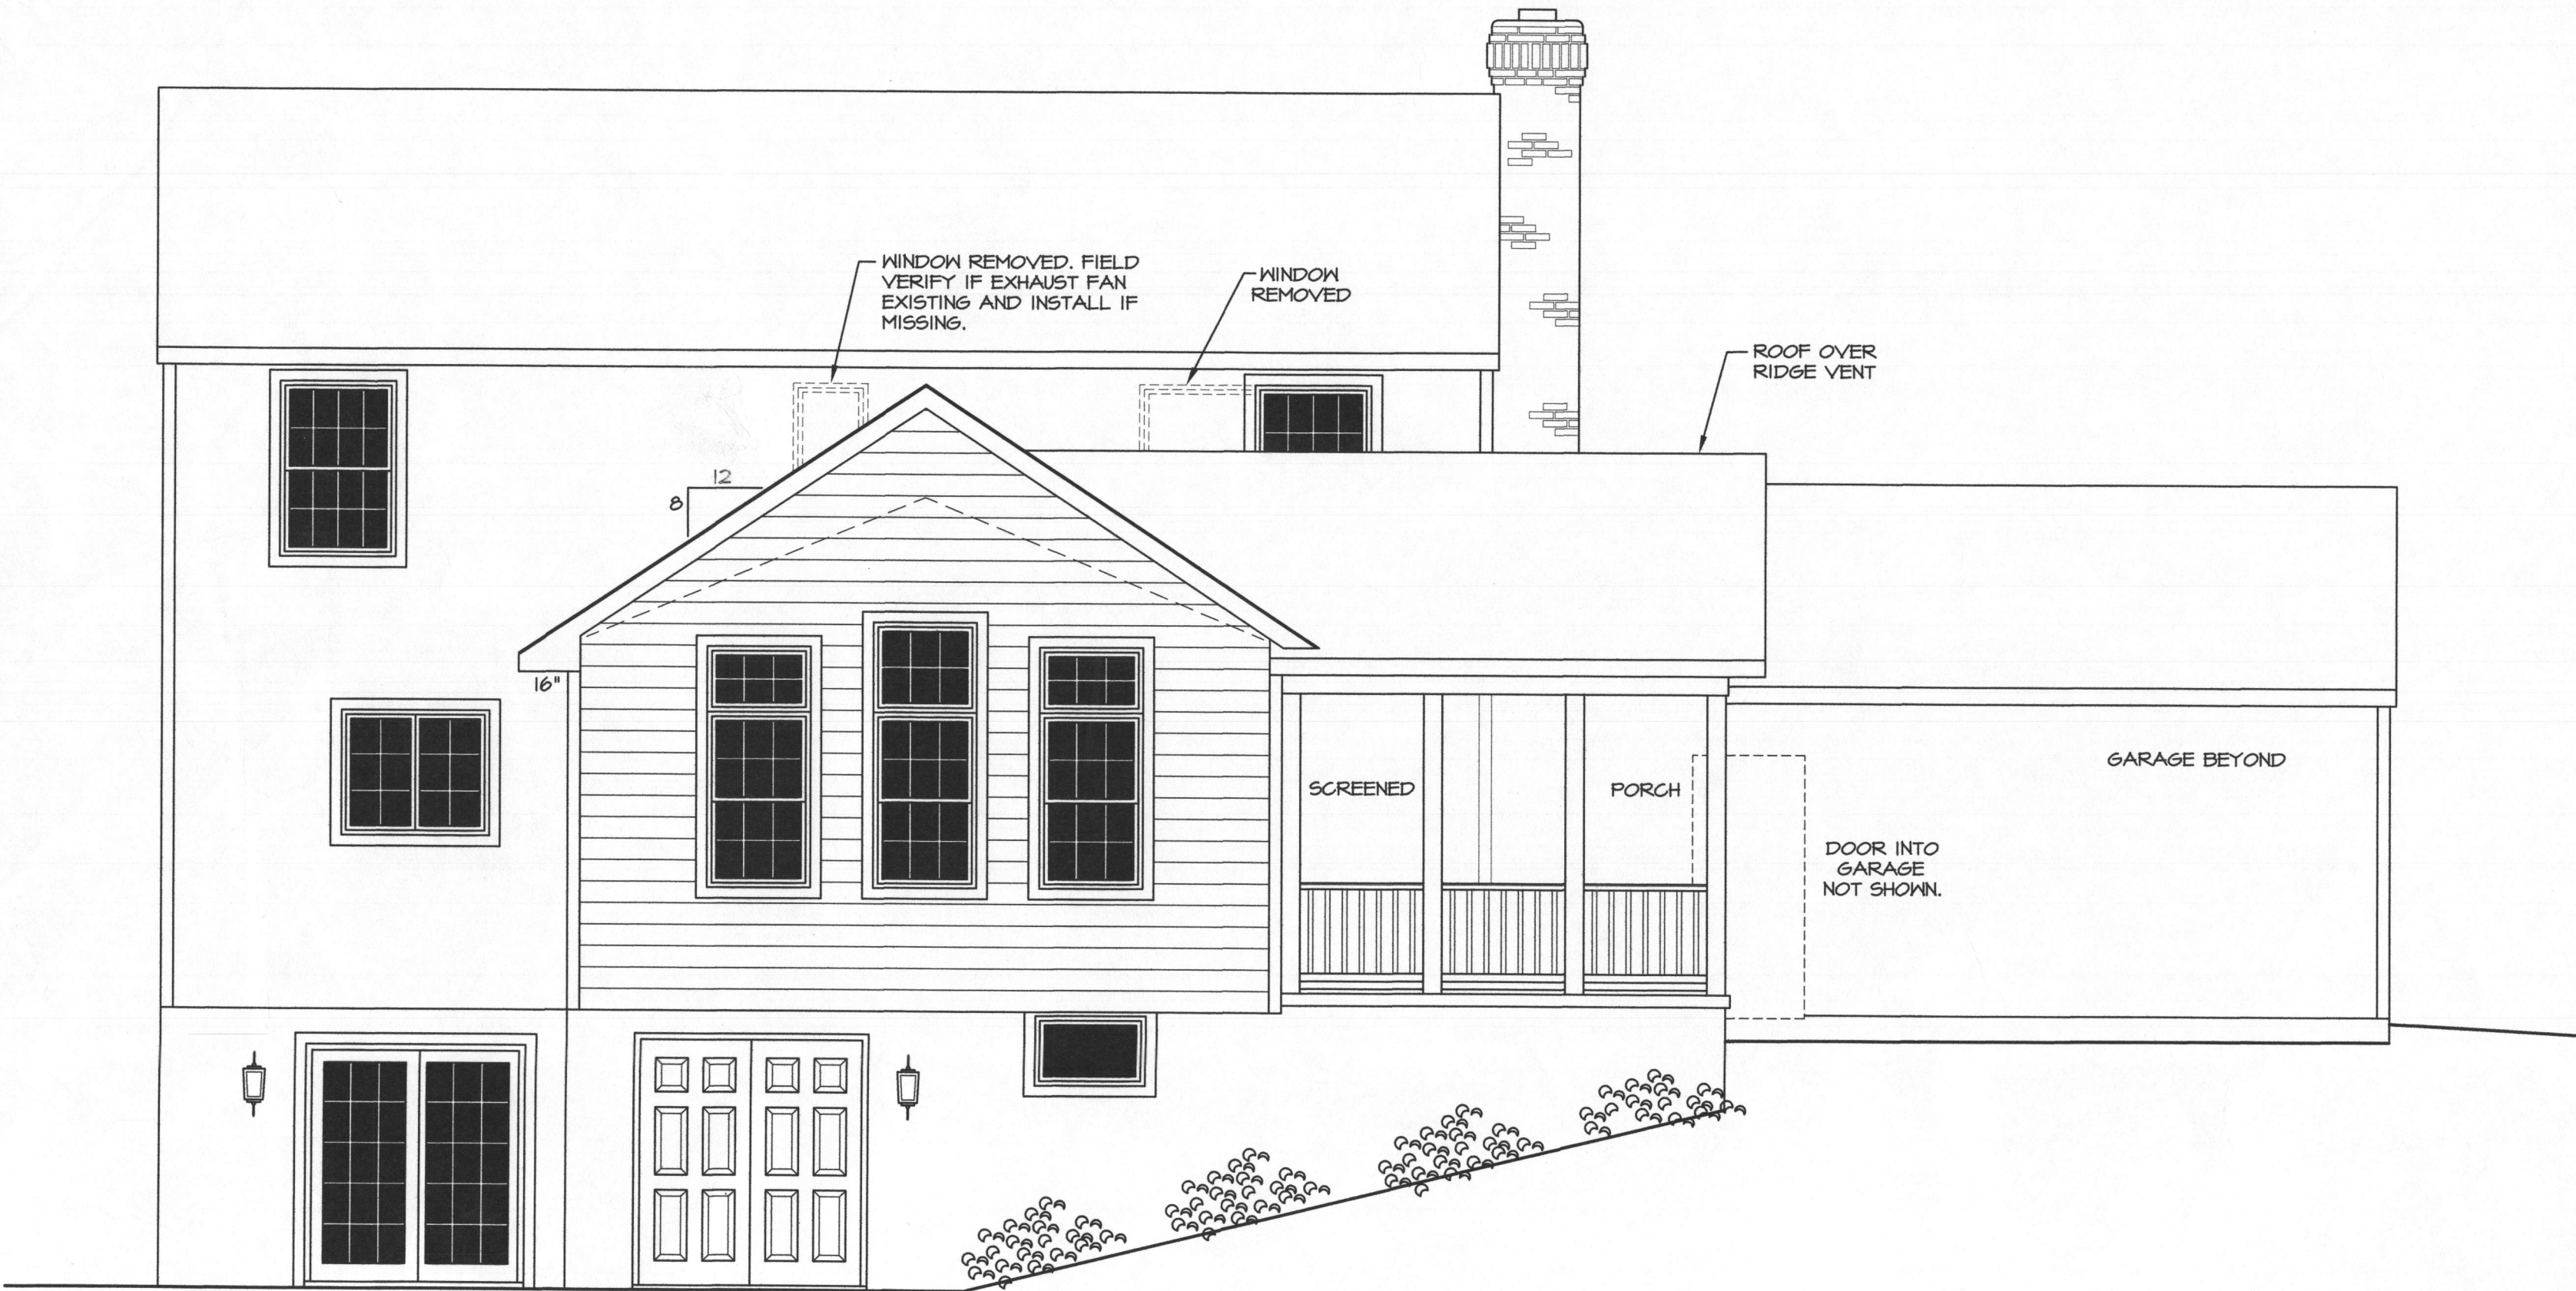 WINDOW REMOVED. FIELD
VERIFY IF EXHAUST FAN
EXISTING AND INSTALL IF
MISSING.
WINDOW
REMOVED
ROOF OVER
RIDGE VENT
12
8
16"
SCREENED
PORCH
GARAGE BEYOND
DOOR INTO
GARAGE
NOT SHOWN.